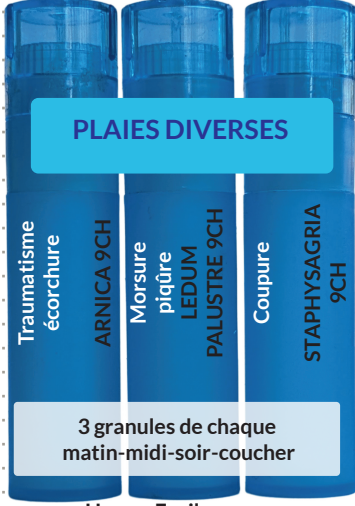 PLAIES DIVERSES
Traumatisme
écorchure
ARNICA 9CH
Morsure
piqûre
LEDUM
PALUSTRE 9CH
Coupure
STAPHYSAGRIA
9CH
3 granules de chaque
matin-midi-soir-coucher